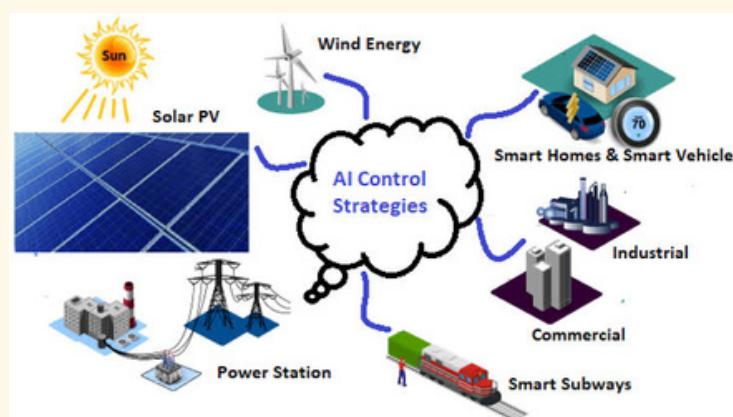 Sun
Wind Energy
Solar PV
AI Control
Strategies
70
Smart Homes & Smart Vehicle
Industrial
Commercial
Power Station
Smart Subways